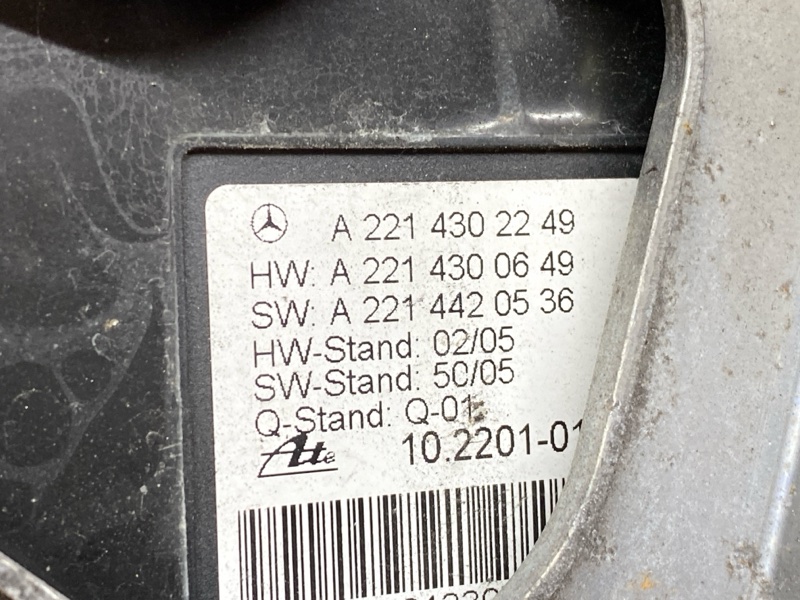 A 221 430 22 49
HW: A 221 430 06 49
SW: A 221 442 05 36
HW-Stand: 02/05
SW-Stand: 50/05
Q-Stand: Q-01
Ate 10.2201-01